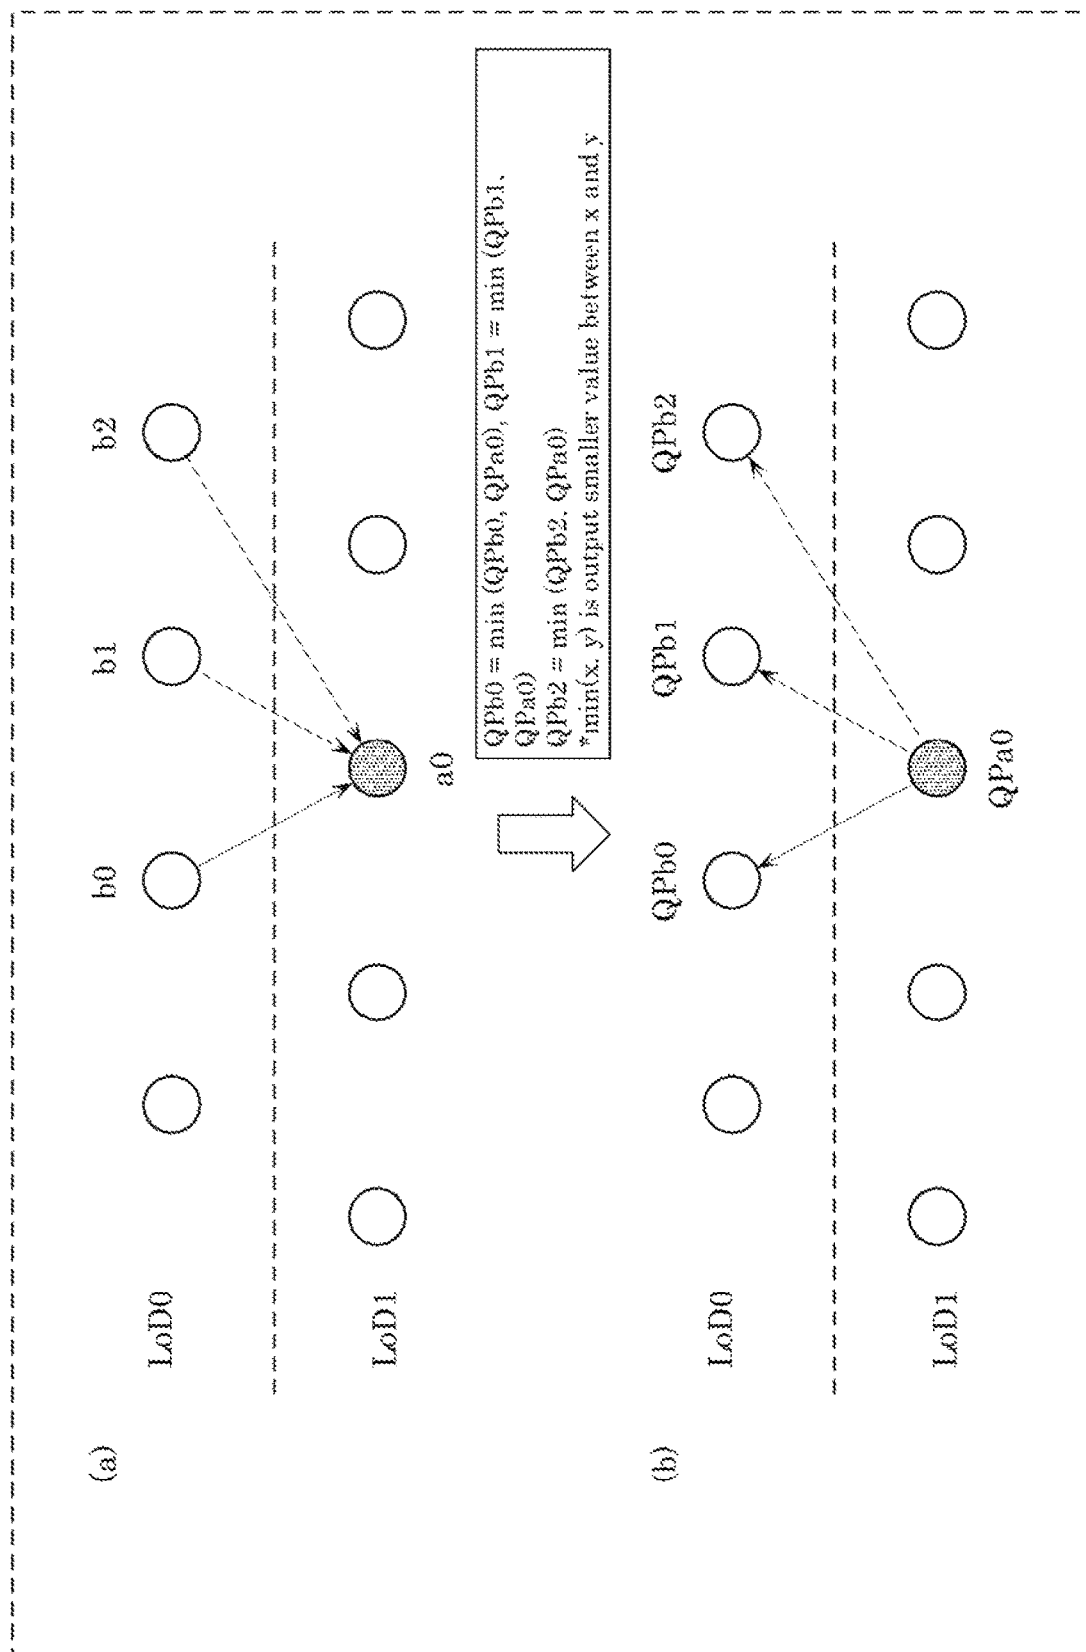 (a)
b0
b1
b2
LoD0
LoD1
a0
QPb0 = min (QPb0, QPa0), QPb1 = min (QPb1,
QPa0)
QPb2 = min (QPb2. QPa0)
*min(x. y) is output smaller value between x and y
(b)
QPb0
QPb1
QPb2
LoD0
LoD1
QPa0